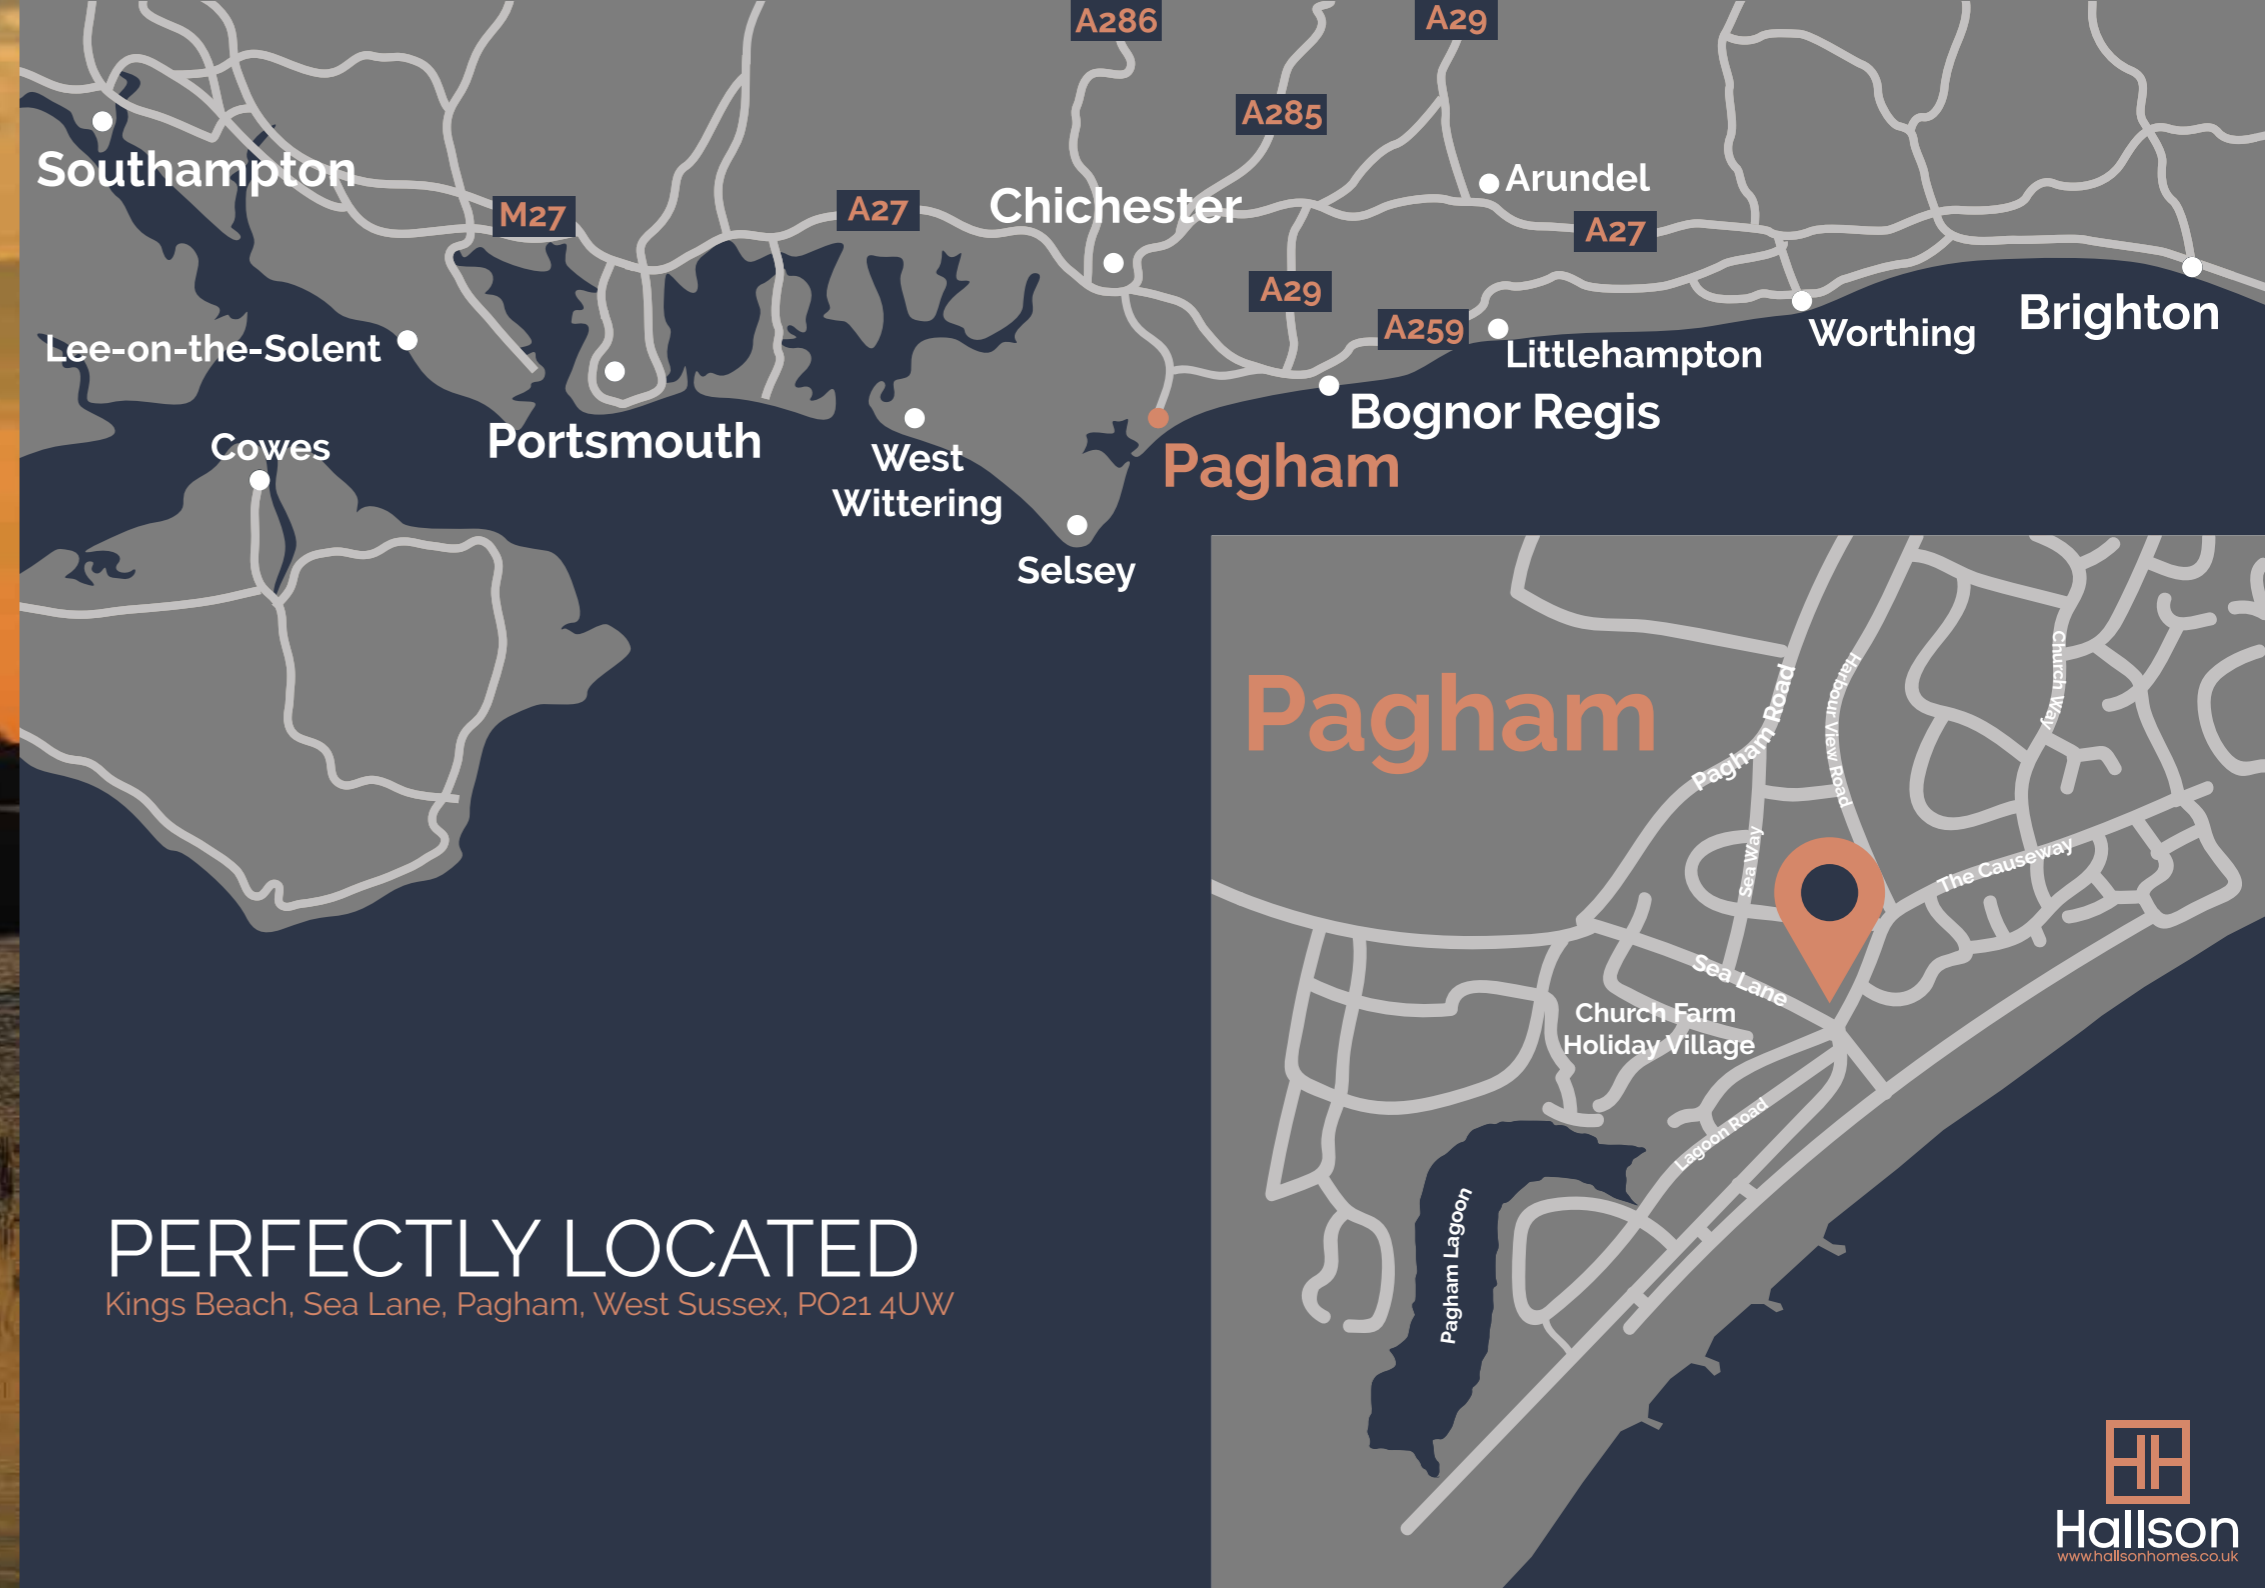 A286
A29
A285
Southampton
M27
A27
Chichester
Arundel
A27
A29
A259
Lee-on-the-Solent
Littlehampton
Worthing
Brighton
Cowes
Portsmouth
West
Wittering
Bognor Regis
Pagham
Selsey
Pagham
Pagham Road
Harbour View Road
Church Way
Sea Way
The Causeway
Sea Lane
Church Farm
Holiday Village
Lagoon Road
Pagham Lagoon
PERFECTLY LOCATED
Kings Beach, Sea Lane, Pagham, West Sussex, PO21 4UW
Hallson
www.hallsonhomes.co.uk